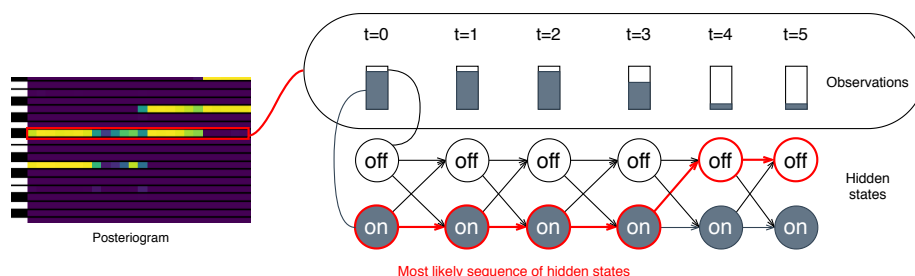 t=0 t=1 t=2 t=3 t=4 t=5
Observations
off off off off off off
Hidden
states
on on on on on on
Posteriogram
Most likely sequence of hidden states